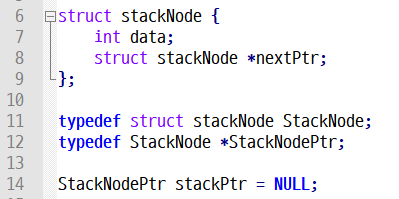 6 struct stackNode {
7 int data;
8 struct stackNode *nextPtr;
9 };
10
11 typedef struct stackNode StackNode;
12 typedef StackNode *StackNodePtr;
13
14 StackNodePtr stackPtr = NULL;